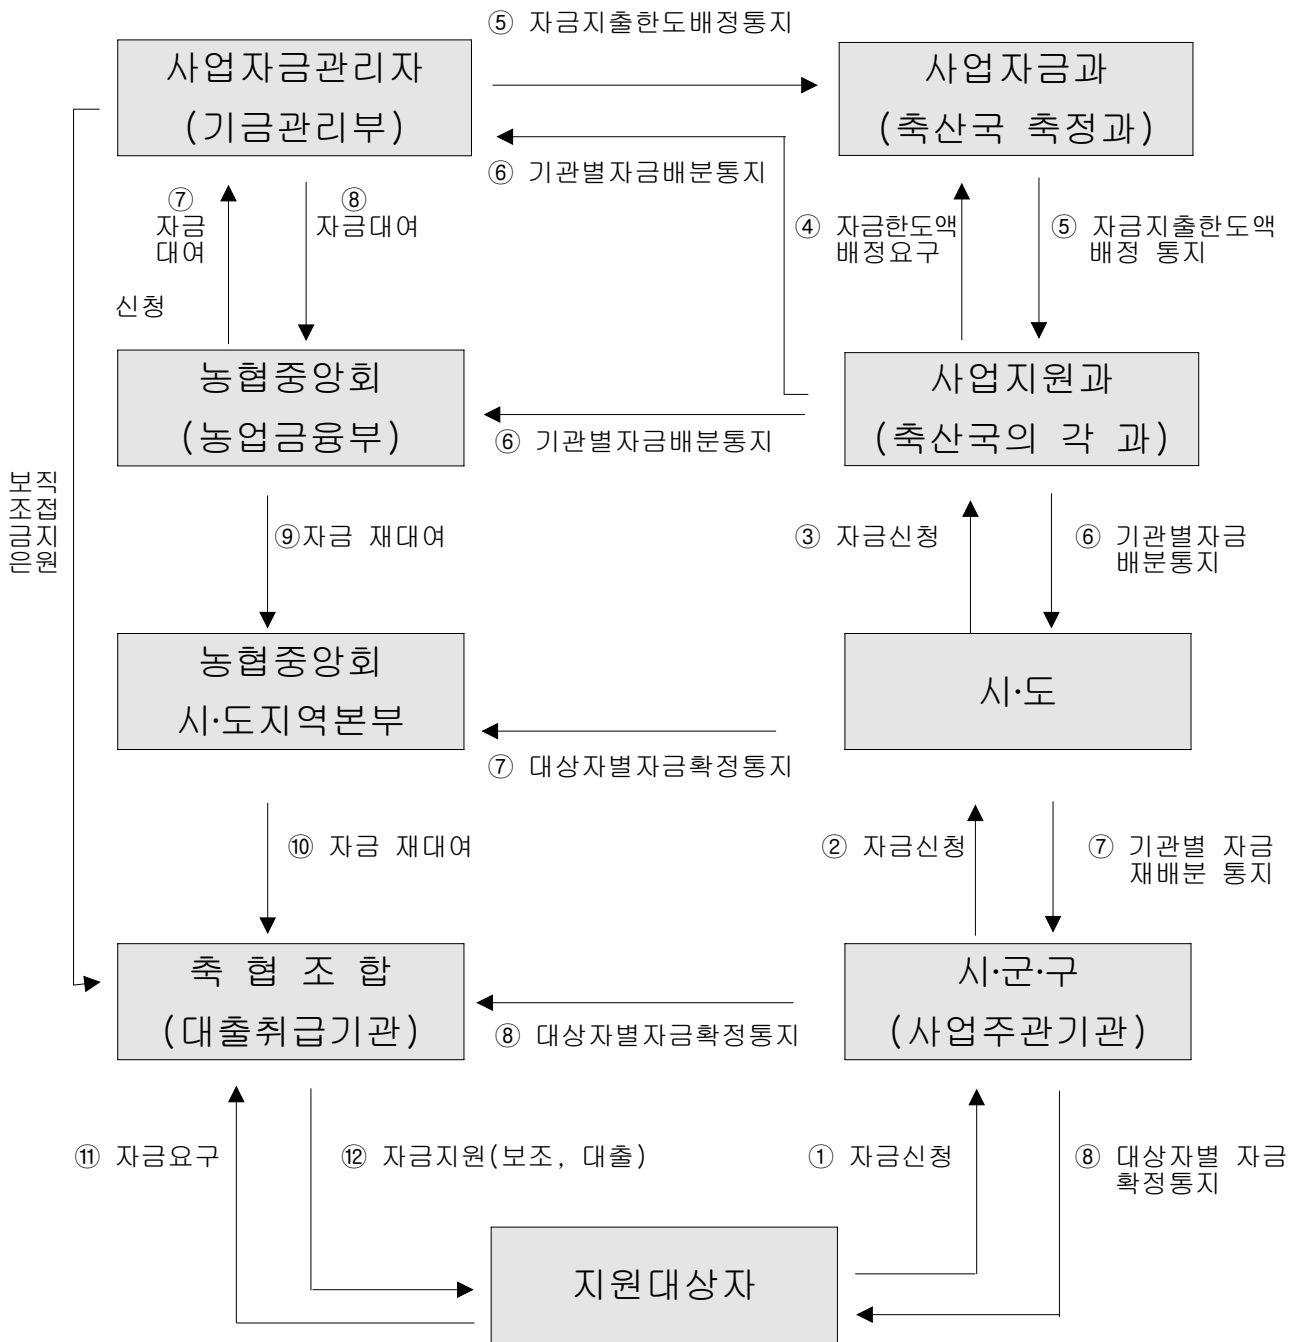 ⑤ 자금지출한도배정통지
사업자금관리자
(기금관리부)
사업자금과
(축산국 축정과)
⑥ 기관별자금배분통지
⑦
자금
대여
신청
⑧
자금대여
④ 자금한도액
배정요구
⑤ 자금지출한도액
배정 통지
농협중앙회
(농업금융부)
사업지원과
(축산국의 각 과)
⑥ 기관별자금배분통지
보직
조접
금지
은원
⑨자금 재대여
③ 자금신청
⑥ 기관별자금
배분통지
농협중앙회
시·도지역본부
시·도
⑦ 대상자별자금확정통지
⑩ 자금 재대여
② 자금신청
⑦ 기관별 자금
재배분 통지
축 협 조 합
(대출취급기관)
시·군·구
(사업주관기관)
⑧ 대상자별자금확정통지
⑪ 자금요구
⑫ 자금지원(보조, 대출)
① 자금신청
⑧ 대상자별 자금
확정통지
지원대상자